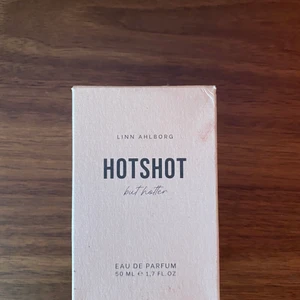 LINN AHLBORG
HOTSHOT
but hotter
EAU DE PARFUM
50 ML ℮ 1,7 FL.OZ